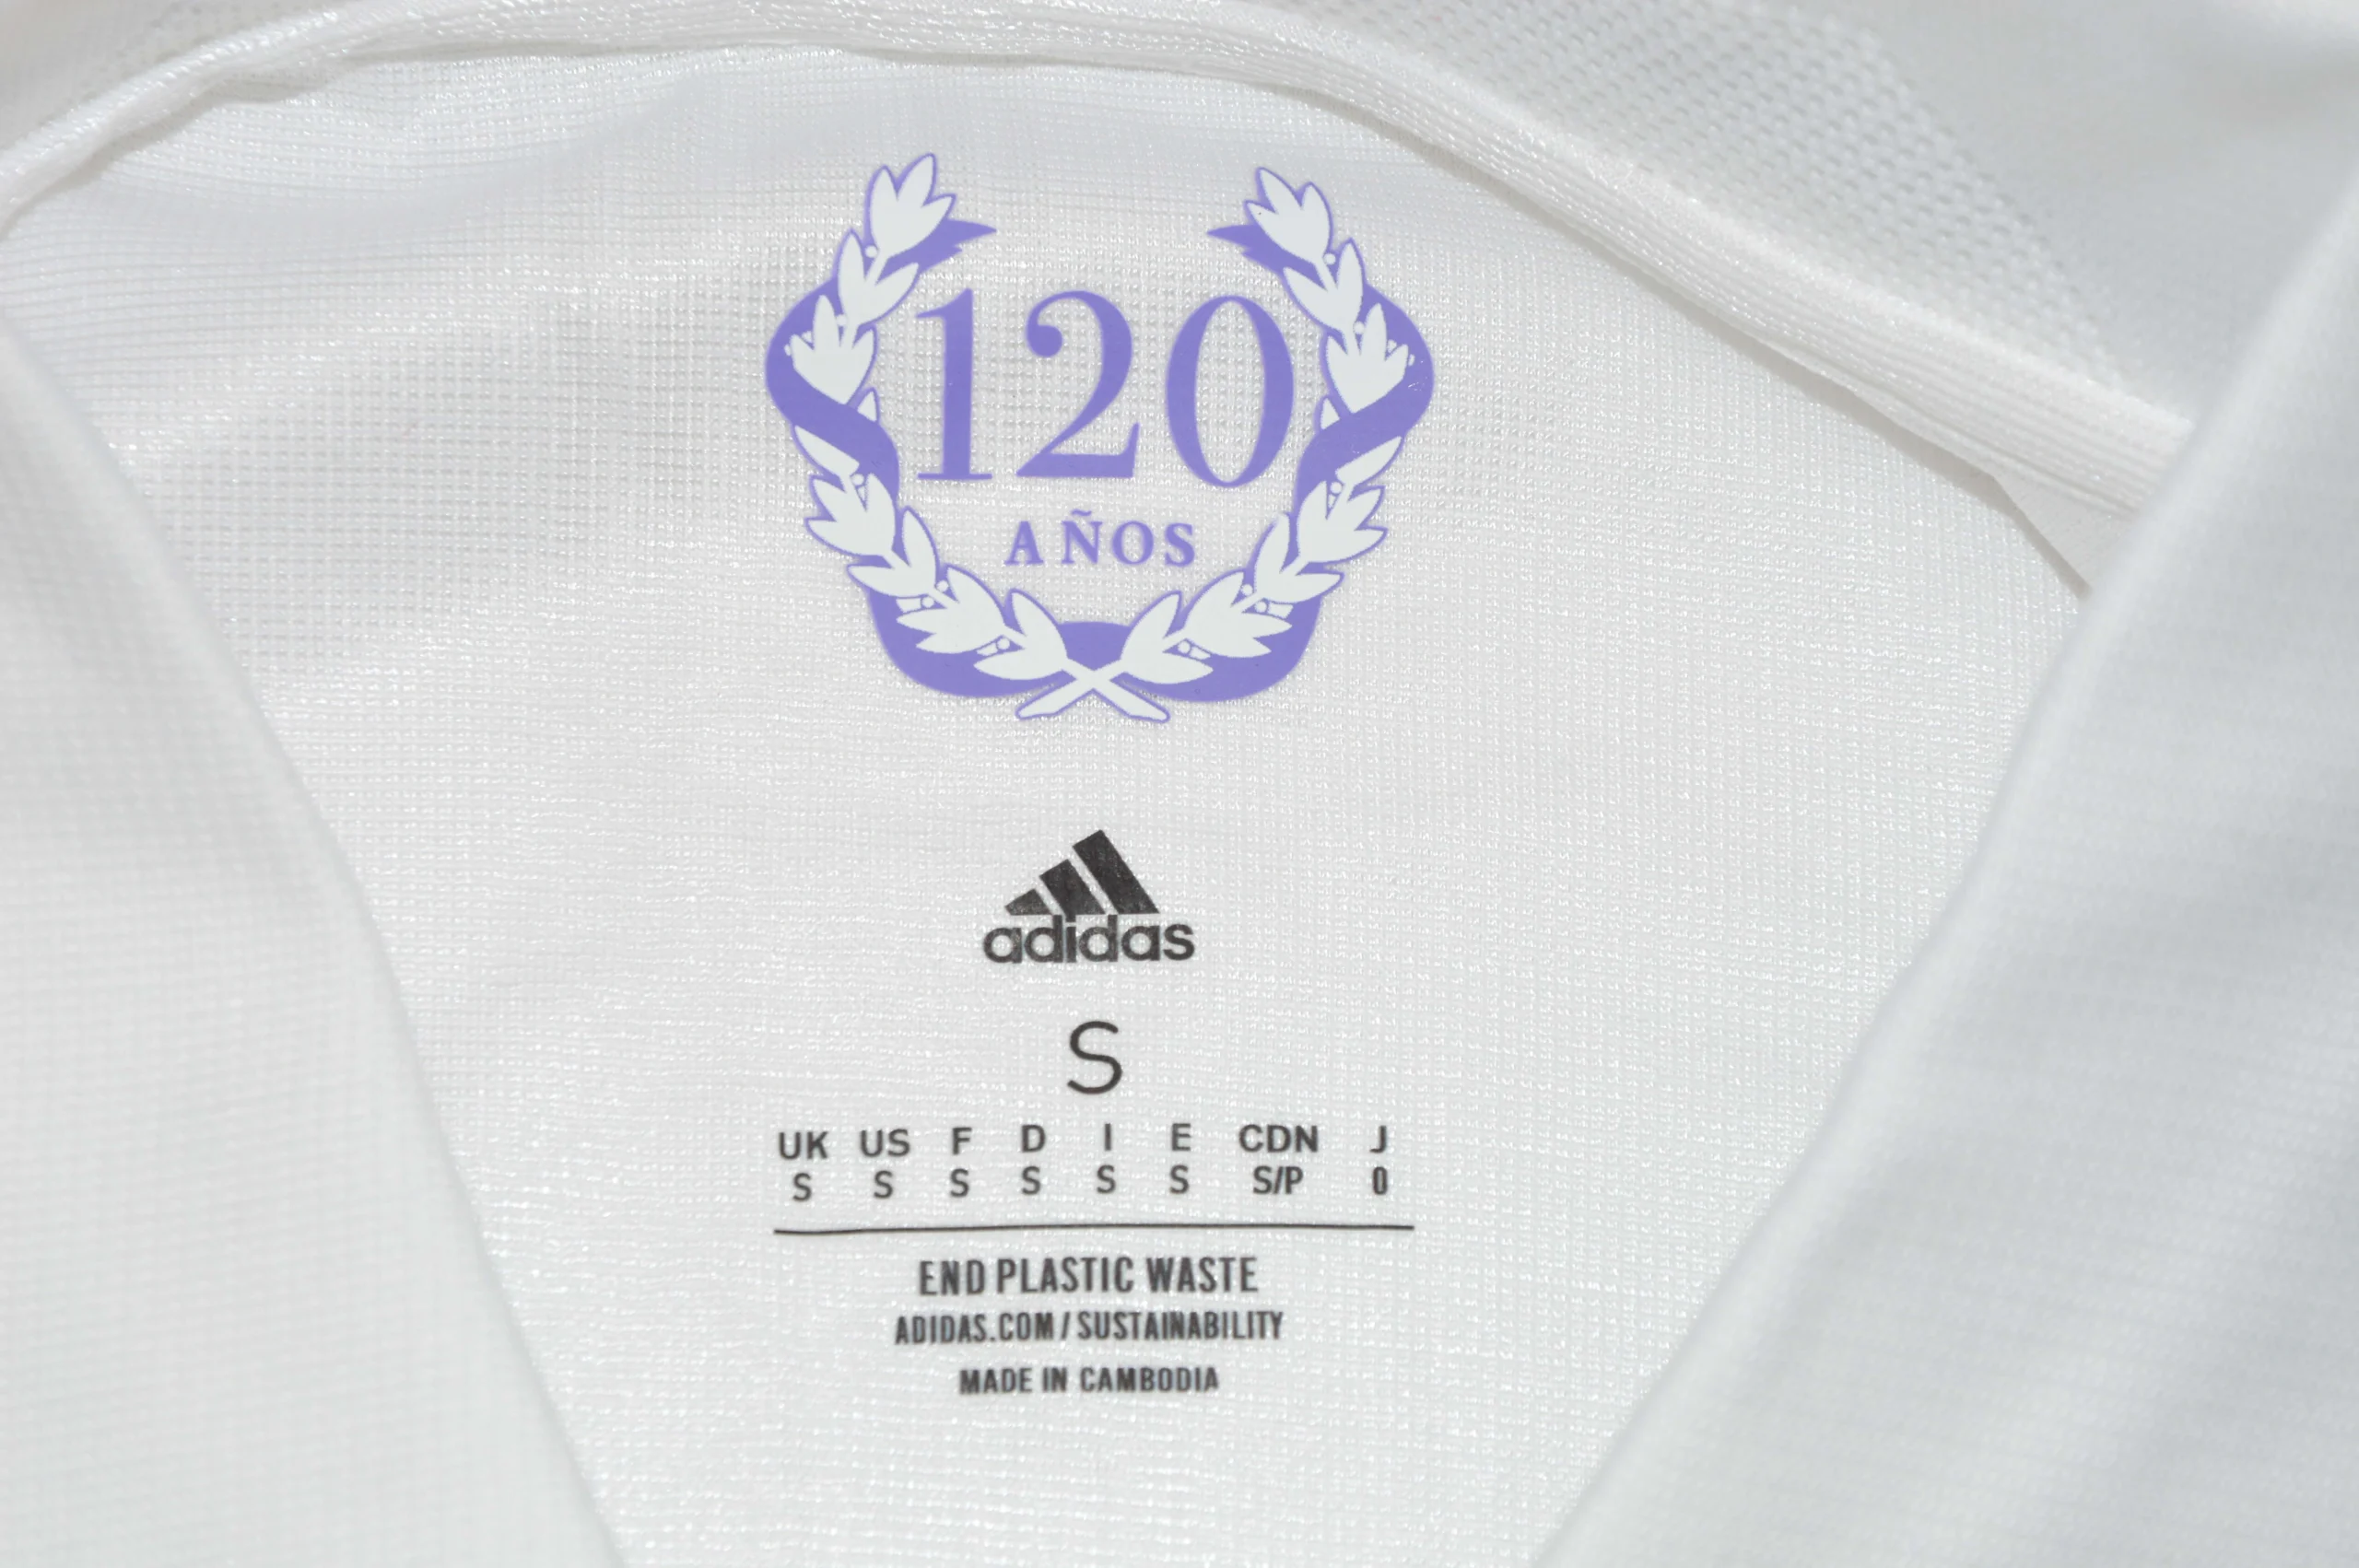 120
AÑOS
adidas
S
UK US F D I E CDN J
S S S S S S S/P 0
END PLASTIC WASTE
ADIDAS.COM/SUSTAINABILITY
MADE IN CAMBODIA